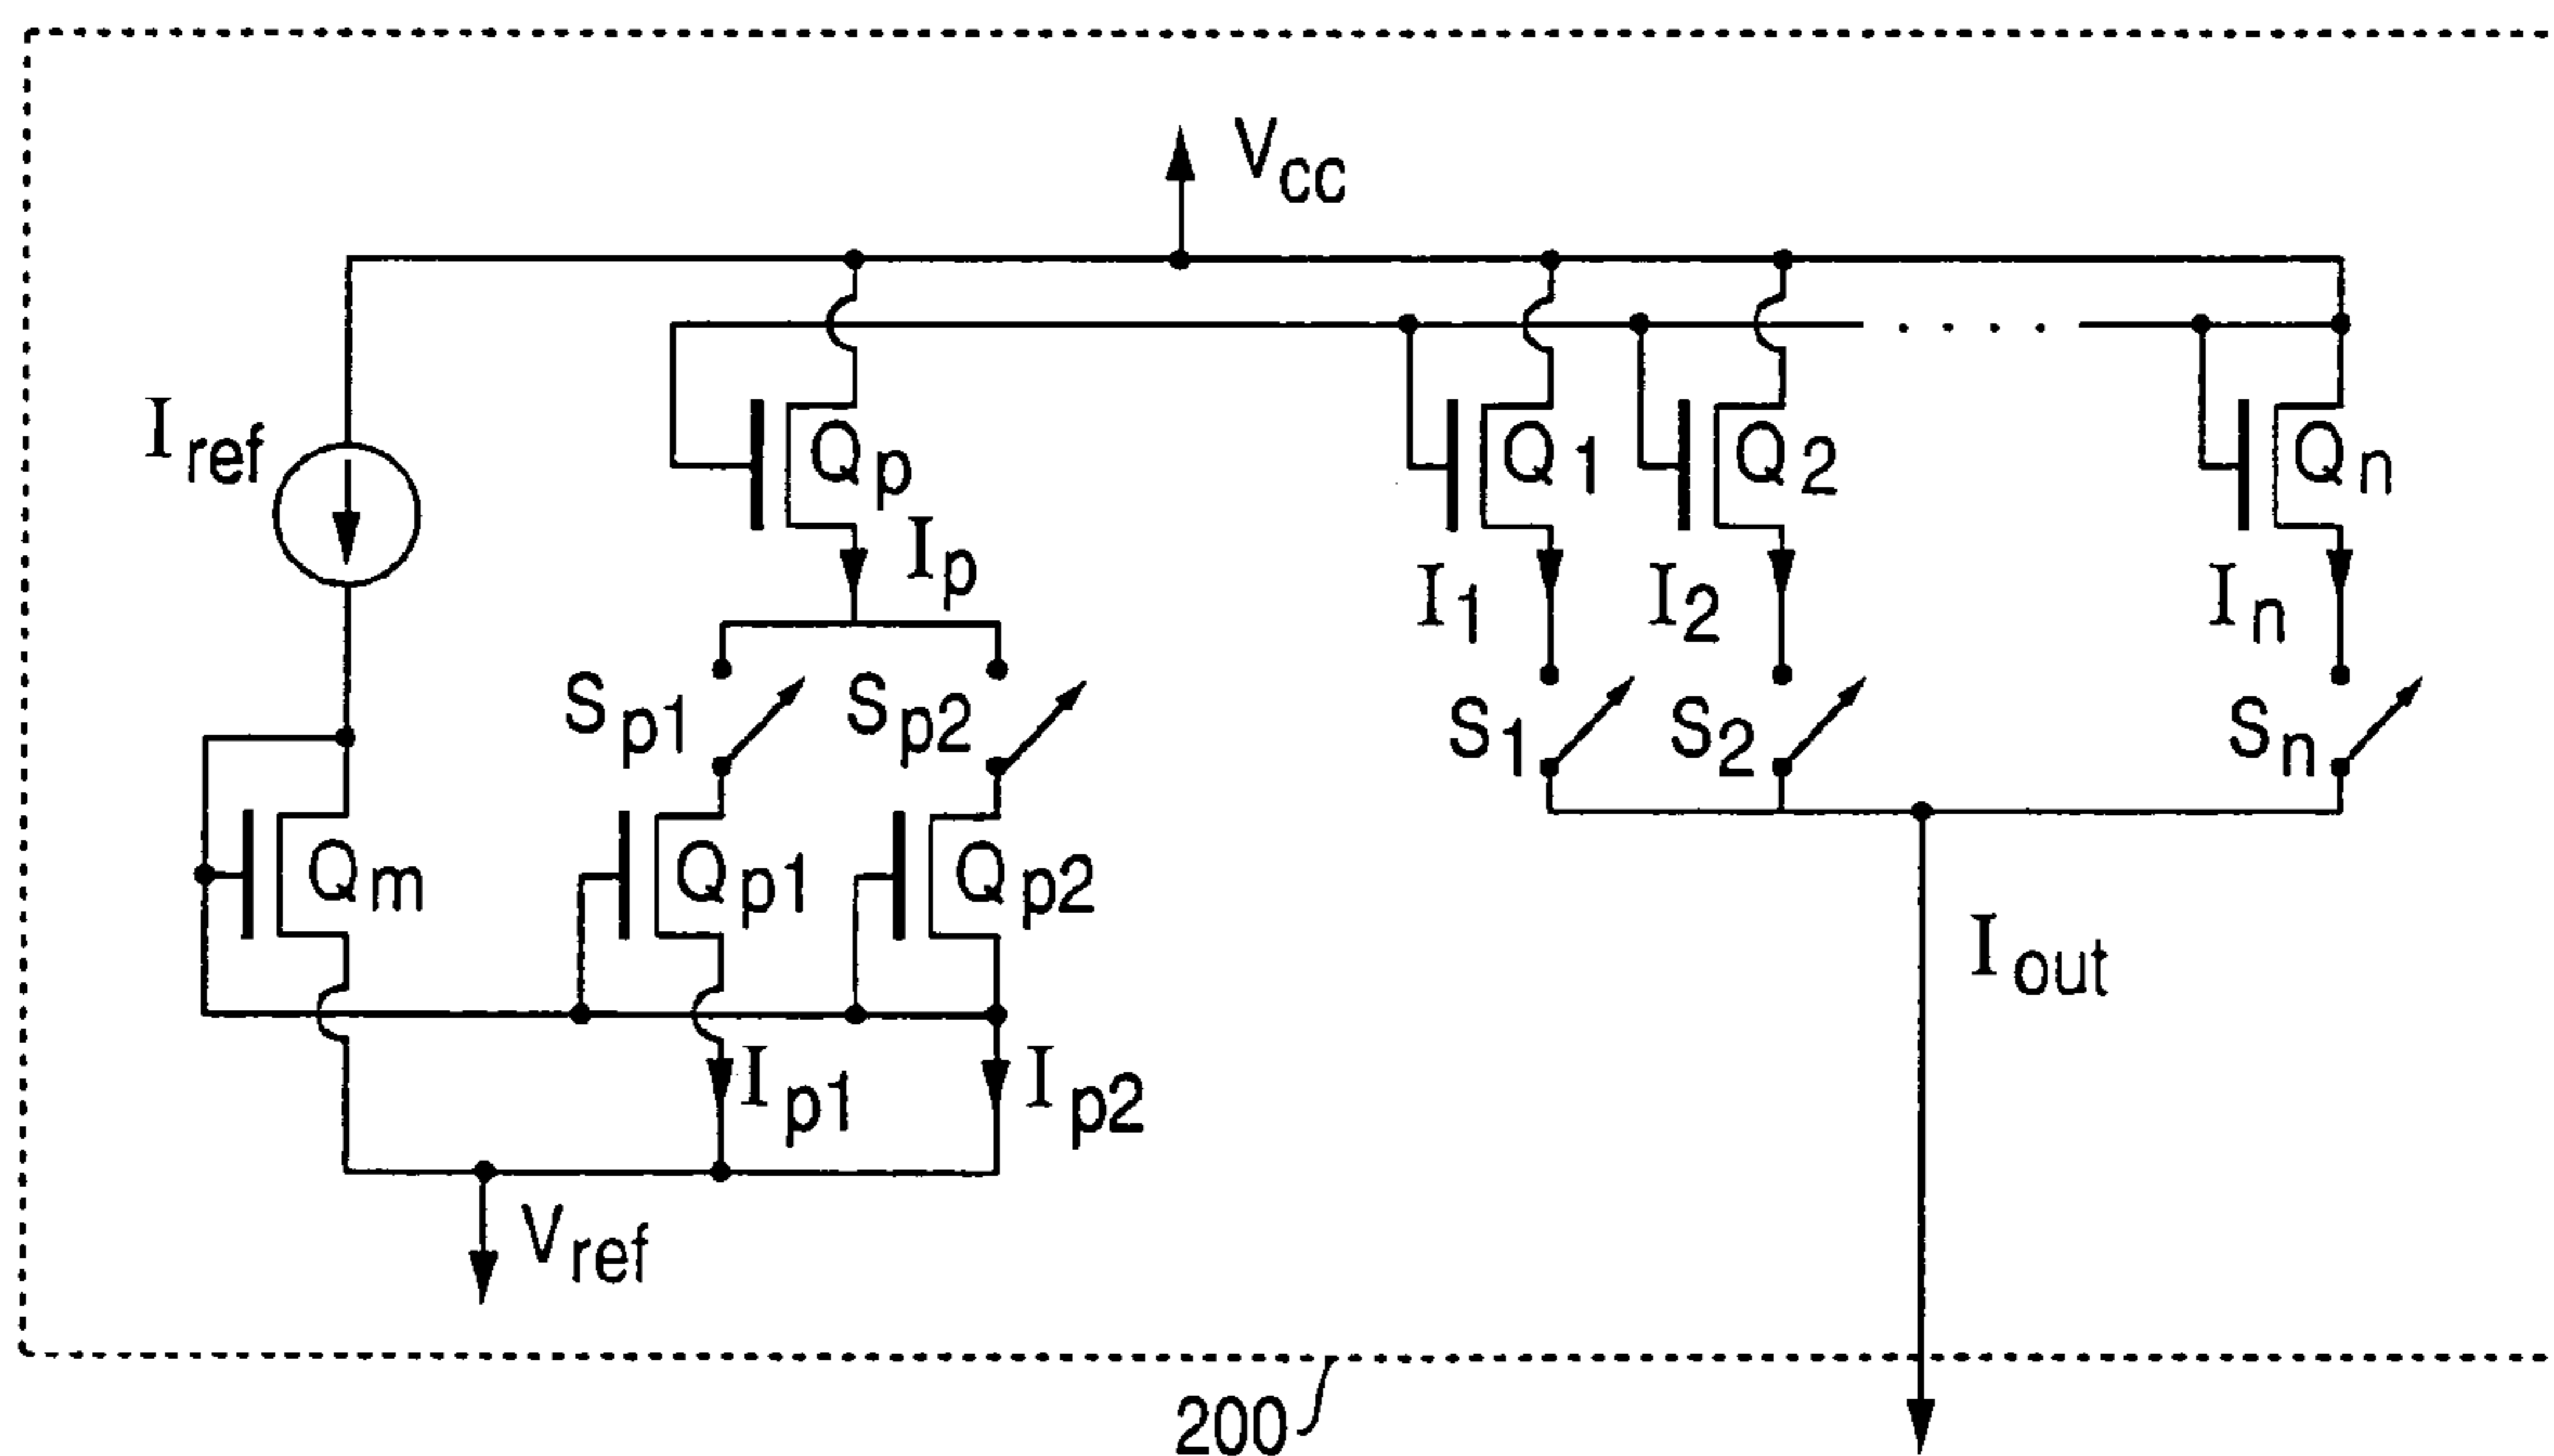 Vcc
Iref
Qp
Q1
Q2
Qn
Ip
I1
I2
In
Sp1
Sp2
S1
S2
Sn
Qm
Qp1
Qp2
Iout
Ip1
Ip2
Vref
200